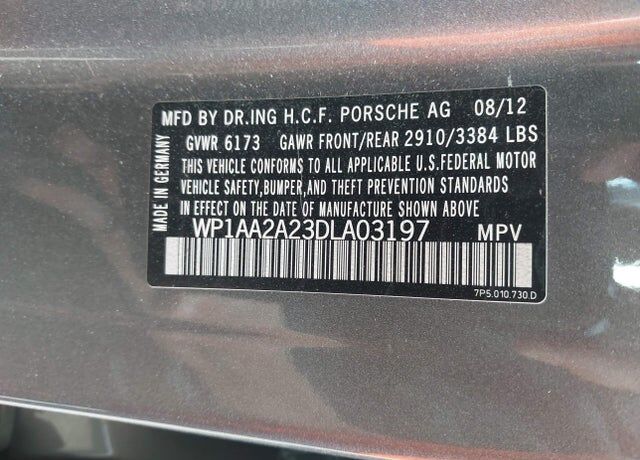 MFD BY DR.ING H.C.F. PORSCHE AG 08/12
GVWR 6173 GAWR FRONT/REAR 2910/3384 LBS
THIS VEHICLE CONFORMS TO ALL APPLICABLE U.S.FEDERAL MOTOR
VEHICLE SAFETY,BUMPER,AND THEFT PREVENTION STANDARDS
IN EFFECT ON THE DATE OF MANUFACTURE SHOWN ABOVE.
WP1AA2A23DLA03197 MPV
7P5.010.730.D
MADE IN GERMANY